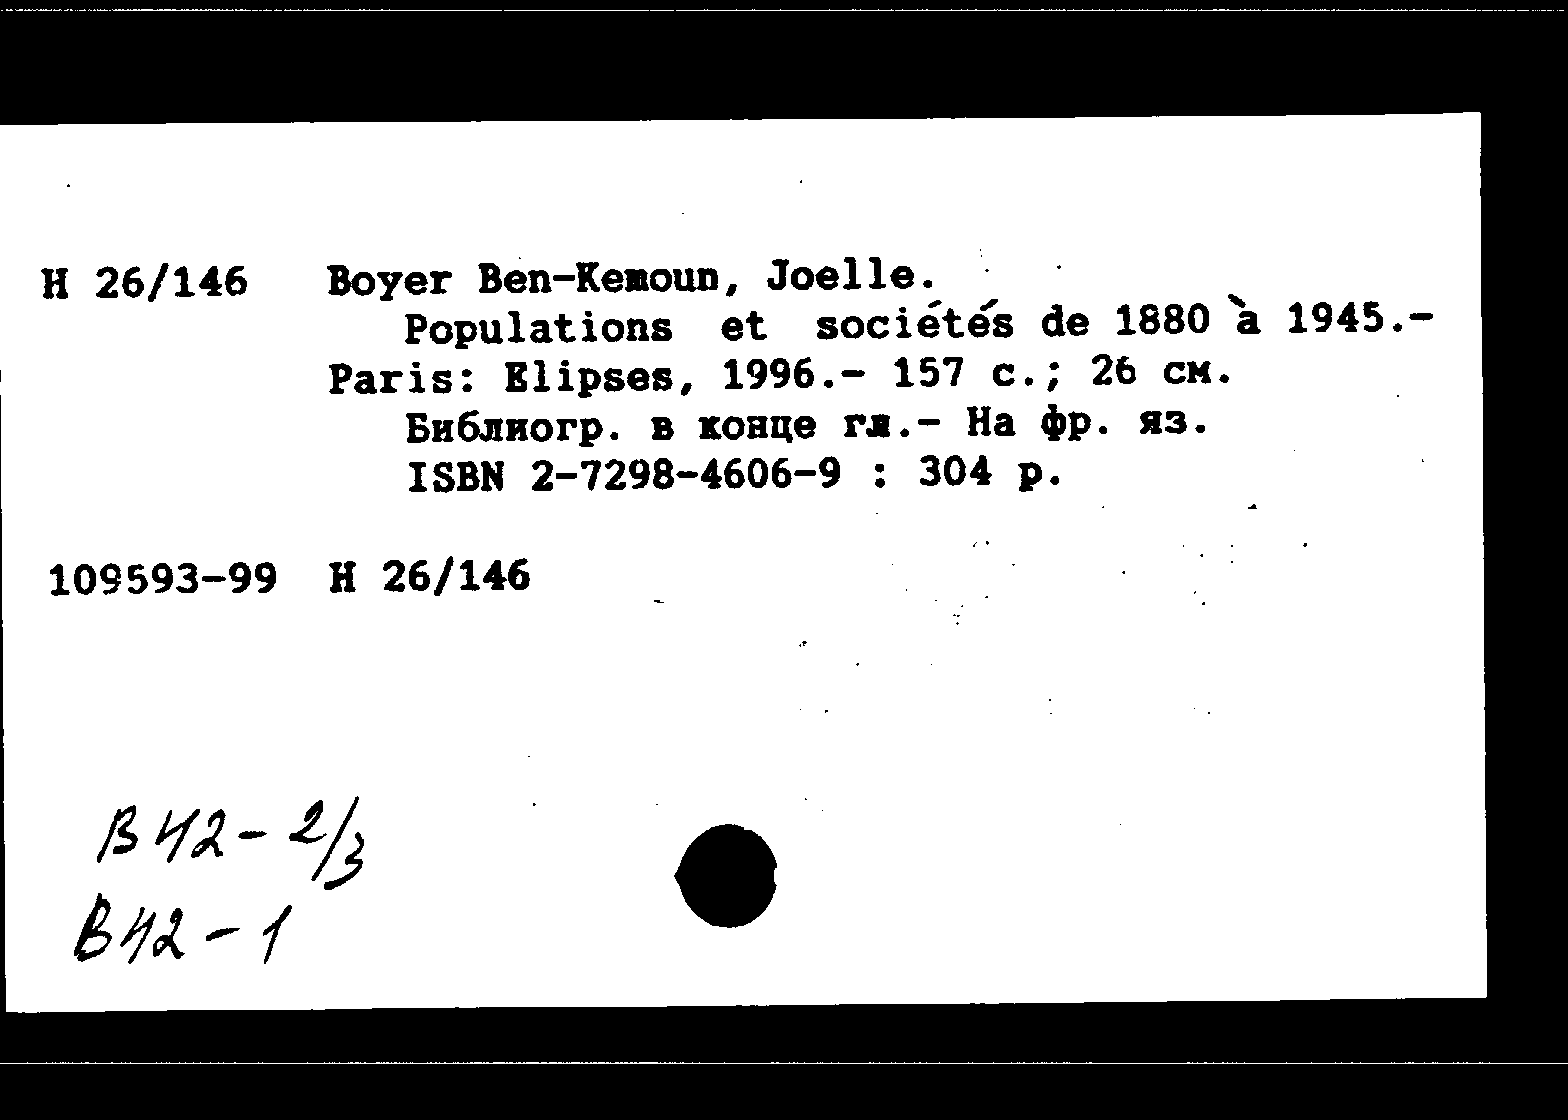 Н 26/146 Boyer Ben-Kemoun, Joelle.
Populations et sociétés de 1880 à 1945.-
Paris: Elipses, 1996.- 157 с.; 26 см.
Библиогр. в конце гл.- На фр. яз.
ISBN 2-7298-4606-9 : 304 р.
109593-99 Н 26/146
В42-2/3
В42-1